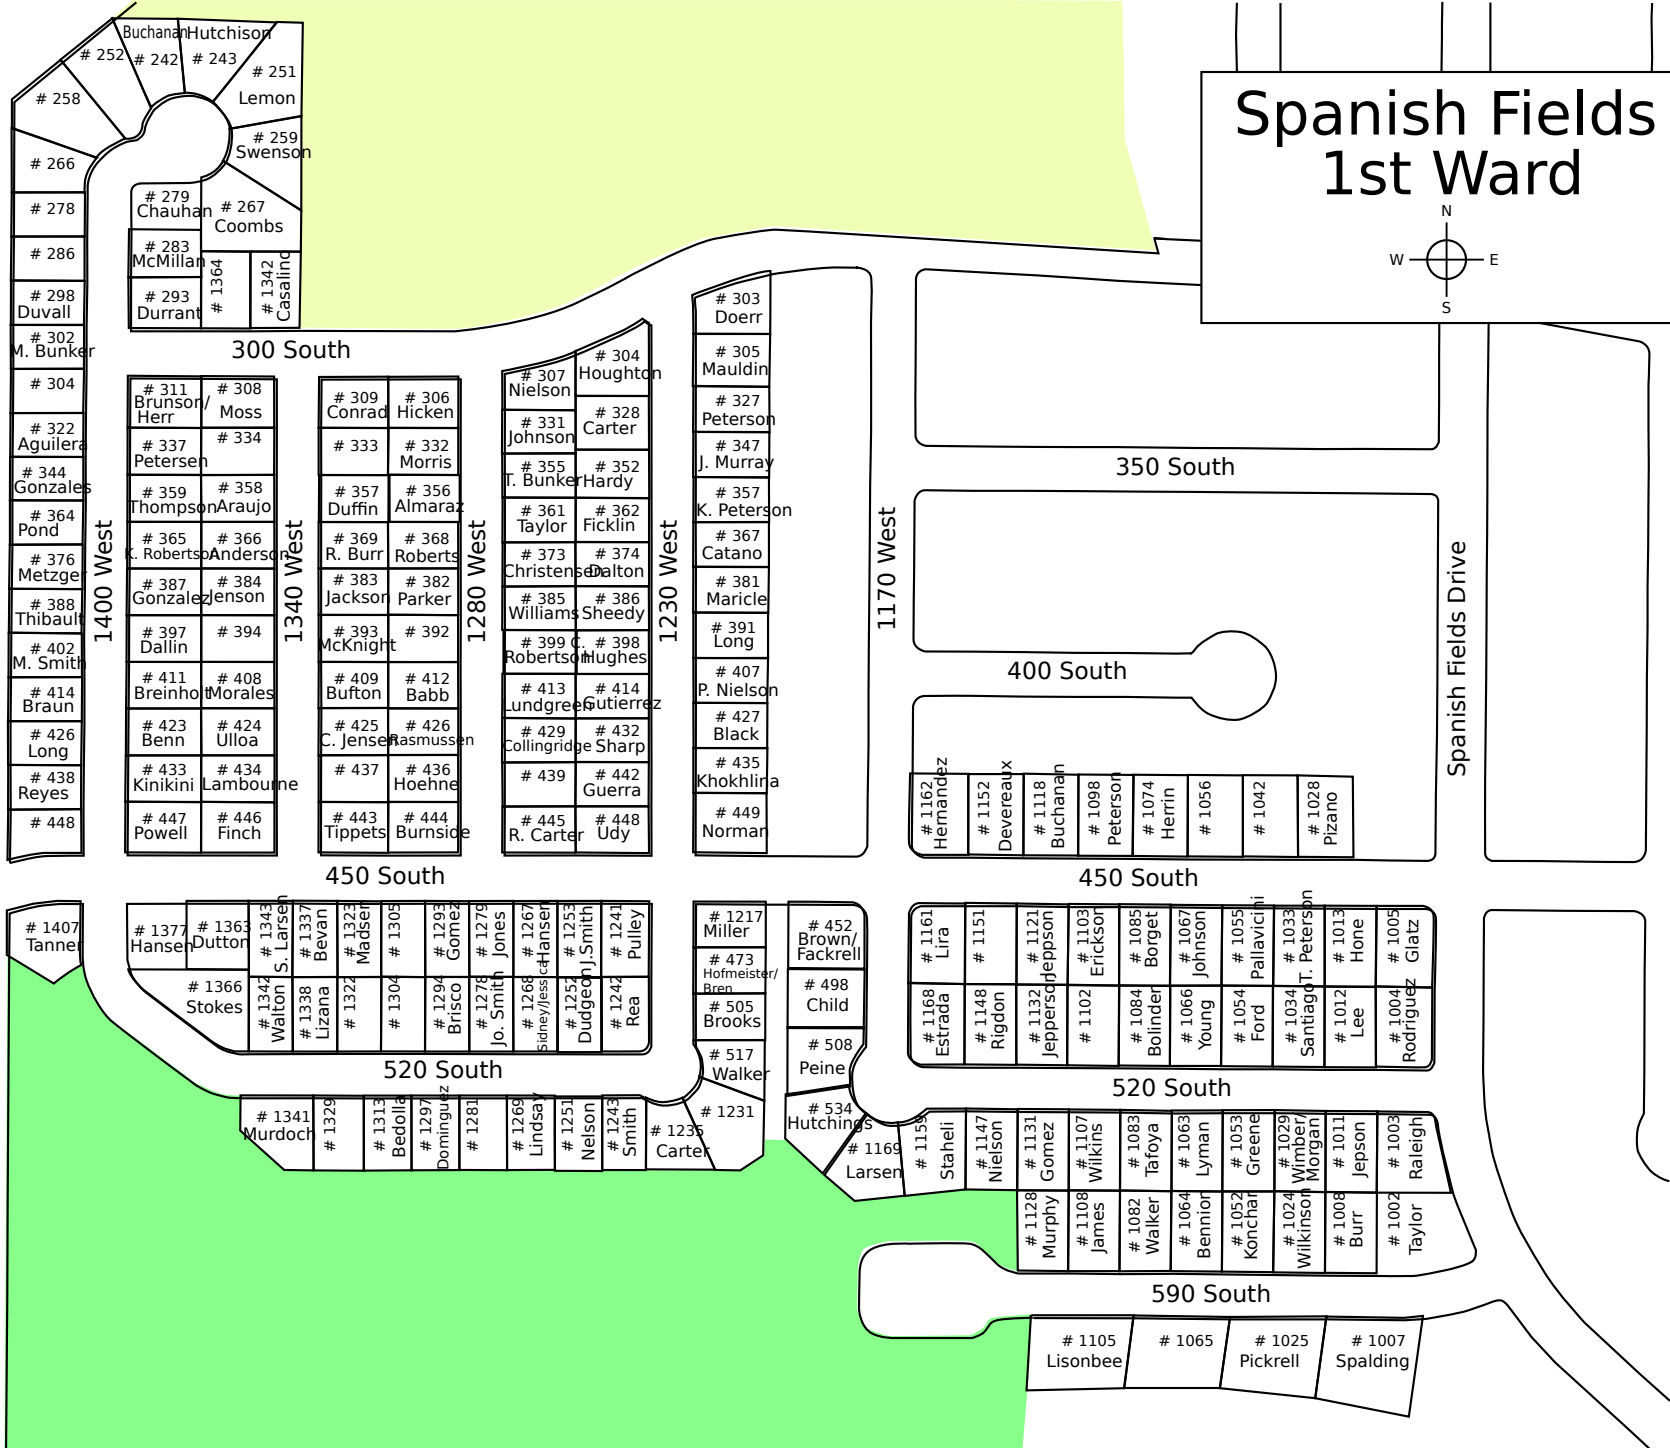 Spanish Fields
1st Ward
N
W
E
S
Buchanan
# 242
Hutchison
# 243
# 252
# 251
Lemon
# 258
# 259
Swenson
# 266
# 267
Coombs
# 278
# 279
Chauhan
# 286
# 283
McMillan
# 298
Duvall
# 293
Durrant
# 1364
# 1342
Casalino
# 302
M. Bunker
# 304
# 322
Aguilera
# 344
Gonzales
# 364
Pond
# 376
Metzger
# 388
Thibault
# 402
M. Smith
# 414
Braun
# 426
Long
# 438
Reyes
# 448
1400 West
300 South
# 311
Brunson/
Herr
# 337
Petersen
# 359
Thompson
# 365
K. Robertson
# 387
Gonzalez
# 397
Dallin
# 411
Breinholt
# 423
Benn
# 433
Kinikini
# 447
Powell
# 308
Moss
# 334
# 358
Araujo
# 366
Anderson
# 384
Jenson
# 394
# 408
Morales
# 424
Ulloa
# 434
Lambourne
# 446
Finch
1340 West
# 309
Conrad
# 333
# 357
Duffin
# 369
R. Burr
# 383
Jackson
# 393
McKnight
# 409
Bufton
# 425
C. Jensen
# 437
# 443
Tippets
# 306
Hicken
# 332
Morris
# 356
Almaraz
# 368
Roberts
# 382
Parker
# 392
# 412
Babb
# 426
Rasmussen
# 436
Hoehne
# 444
Burnside
1280 West
# 307
Nielson
# 331
Johnson
# 355
T. Bunker
# 361
Taylor
# 373
Christensen
# 385
Williams
# 399 C.
Robertson
# 413
Lundgreen
# 429
Collingridge
# 439
# 445
R. Carter
# 304
Houghton
# 328
Carter
# 352
Hardy
# 362
Ficklin
# 374
Dalton
# 386
Sheedy
# 398
Hughes
# 414
Gutierrez
# 432
Sharp
# 442
Guerra
# 448
Udy
1230 West
# 303
Doerr
# 305
Mauldin
# 327
Peterson
# 347
J. Murray
# 357
K. Peterson
# 367
Catano
# 381
Maricle
# 391
Long
# 407
P. Nielson
# 427
Black
# 435
Khokhlina
# 449
Norman
1170 West
350 South
400 South
Spanish Fields Drive
# 1162
Hernandez
# 1152
Devereaux
# 1118
Buchanan
# 1098
Peterson
# 1074
Herrin
# 1056
# 1042
# 1028
Pizano
450 South
450 South
# 1407
Tanner
# 1377
Hansen
# 1363
Dutton
# 1343
S. Larsen
# 1337
Bevan
# 1323
Madsen
# 1305
# 1293
Gomez
# 1279
Jones
# 1267
Hansen
# 1253
J.Smith
# 1241
Pulley
# 1366
Stokes
# 1342
Walton
# 1338
Lizana
# 1322
# 1304
# 1294
Brisco
# 1278
Jo. Smith
# 1268
Sidney/Jessica
# 1252
Dudgeon
# 1242
Rea
520 South
# 1341
Murdoch
# 1329
# 1313
Bedolla
# 1297
Dominguez
# 1281
# 1269
Lindsay
# 1251
Nelson
# 1243
Smith
# 1235
Carter
# 1231
# 1217
Miller
# 473
Hofmeister/
Bren
# 505
Brooks
# 517
Walker
# 452
Brown/
Fackrell
# 498
Child
# 508
Peine
# 534
Hutchings
# 1169
Larsen
# 1161
Lira
# 1151
# 1121
Jeppson
# 1103
Erickson
# 1085
Borget
# 1067
Johnson
# 1055
Pallavicini
# 1033
T. Peterson
# 1013
Hone
# 1005
Glatz
# 1168
Estrada
# 1148
Rigdon
# 1132
Jepperson
# 1102
# 1084
Bolinder
# 1066
Young
# 1054
Ford
# 1034
Santiago
# 1012
Lee
# 1004
Rodriguez
520 South
# 1159
Staheli
# 1147
Nielson
# 1131
Gomez
# 1107
Wilkins
# 1083
Tafoya
# 1063
Lyman
# 1053
Greene
# 1029
Wimber/
Morgan
# 1011
Jepson
# 1003
Raleigh
# 1128
Murphy
# 1108
James
# 1082
Walker
# 1064
Bennion
# 1052
Konchar
# 1024
Wilkinson
# 1008
Burr
# 1002
Taylor
590 South
# 1105
Lisonbee
# 1065
# 1025
Pickrell
# 1007
Spalding